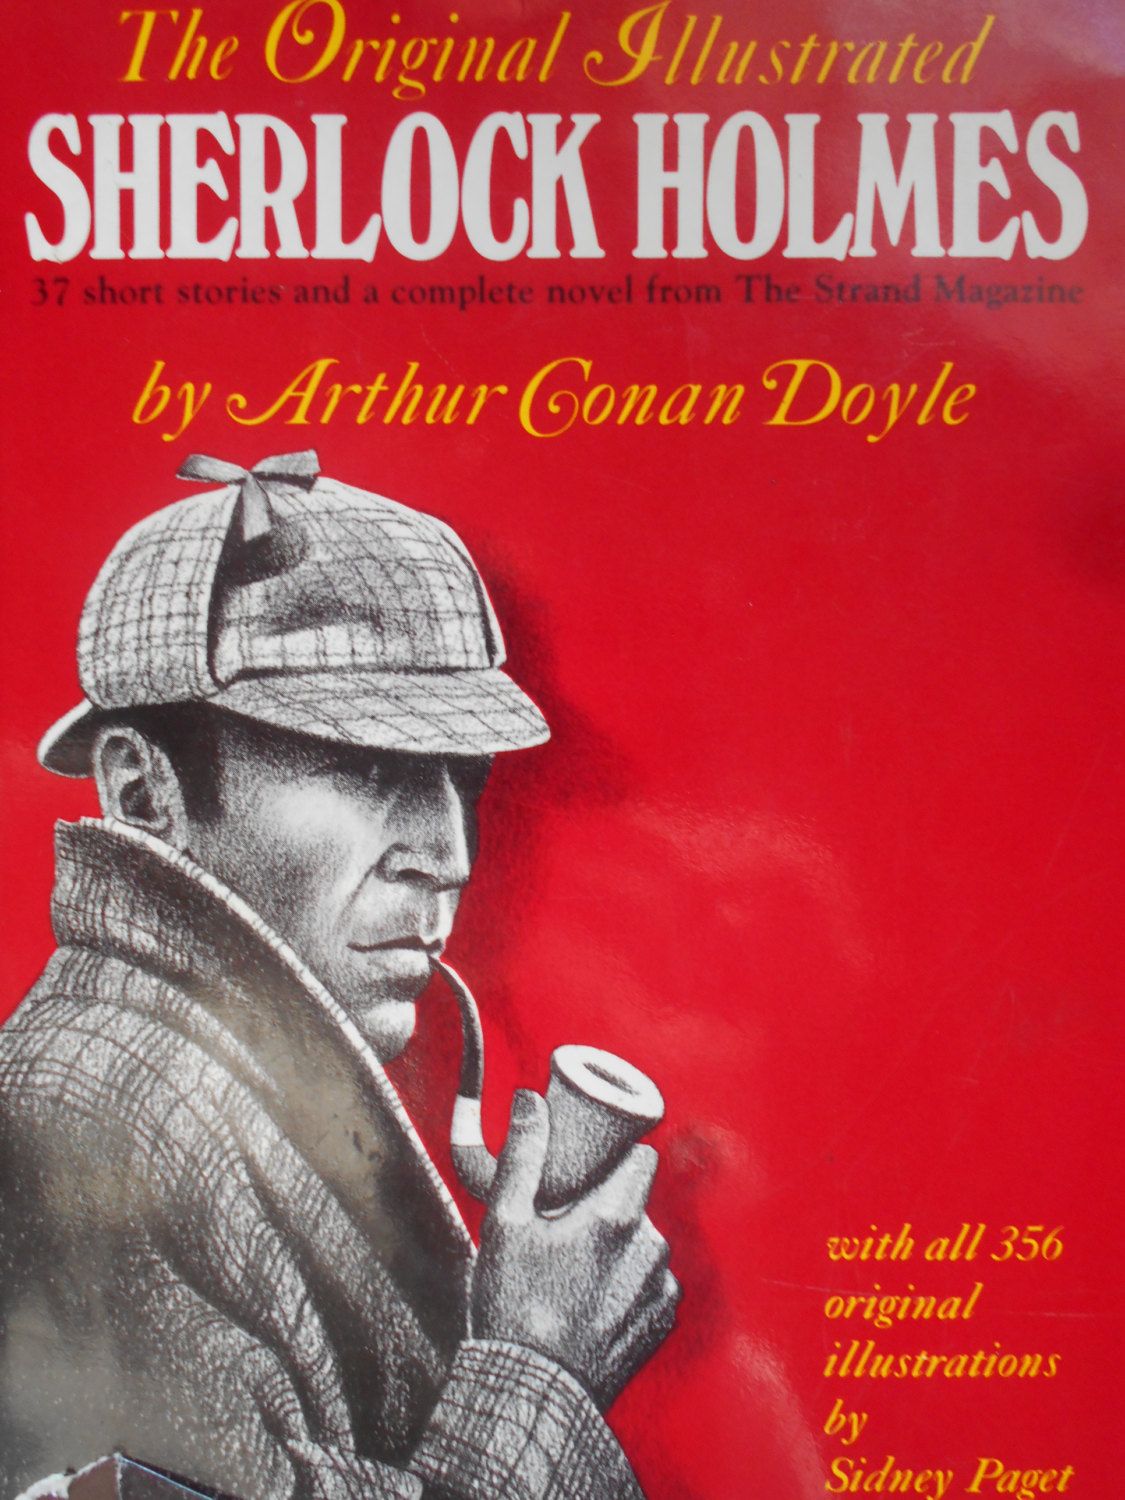 The Original Illustrated
SHERLOCK HOLMES
37 short stories and a complete novel from The Strand Magazine
by Arthur Conan Doyle
with all 356
original
illustrations
by
Sidney Paget